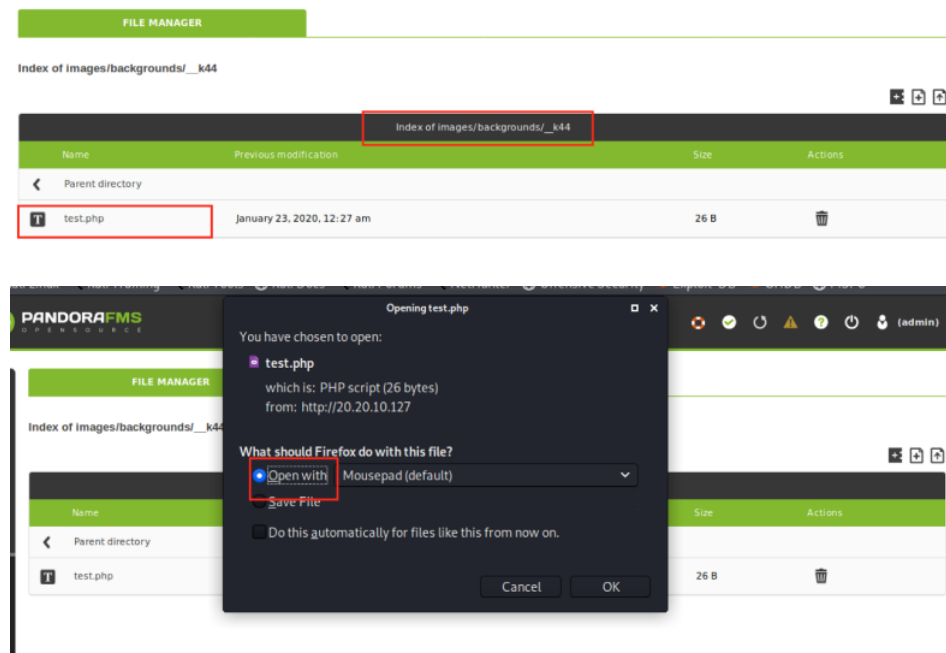 FILE MANAGER
Index of images/backgrounds/__k44
Index of images/backgrounds/__k44
Name Previous modification Size Actions
Parent directory
T test.php January 23, 2020, 12:27 am 26 B
Opening test.php
PANDORAFMS
OPENSOURCE
(admin)
You have chosen to open:
test.php
which is: PHP script (26 bytes)
from: http://20.20.10.127
FILE MANAGER
Index of images/backgrounds/__k44
What should Firefox do with this file?
Open with Mousepad (default)
Save File
Do this automatically for files like this from now on.
Name Size Actions
Parent directory
T test.php 26 B
Cancel OK